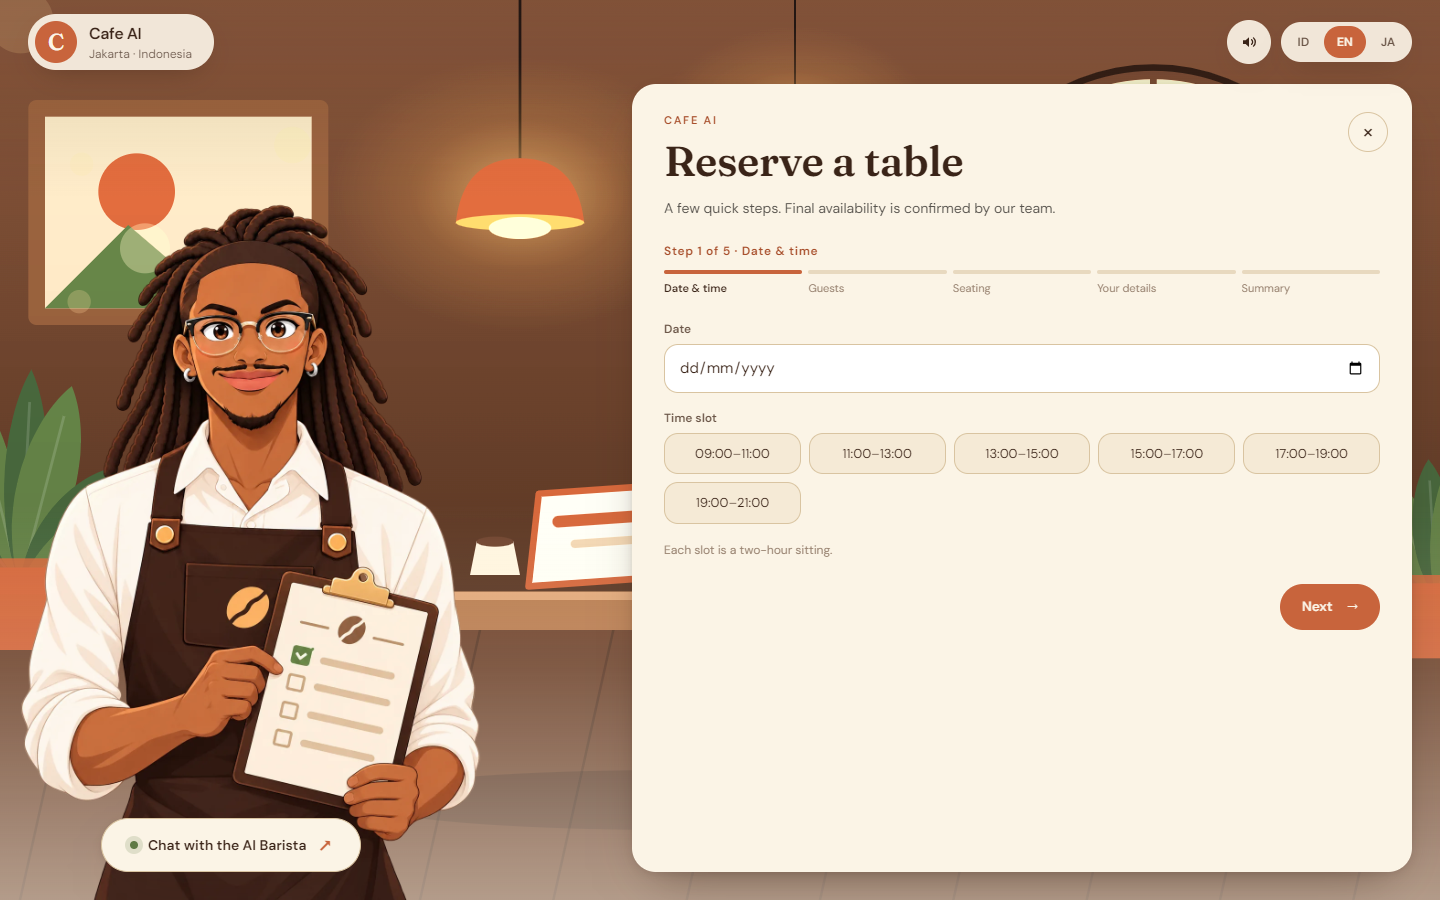 C
Cafe AI
Jakarta · Indonesia
ID EN JA
CAFE AI
Reserve a table
×
A few quick steps. Final availability is confirmed by our team.
Step 1 of 5 · Date & time
Date & time Guests Seating Your details Summary
Date
dd/mm/yyyy
Time slot
09:00–11:00 11:00–13:00 13:00–15:00 15:00–17:00 17:00–19:00
19:00–21:00
Each slot is a two-hour sitting.
Next →
Chat with the AI Barista ↗